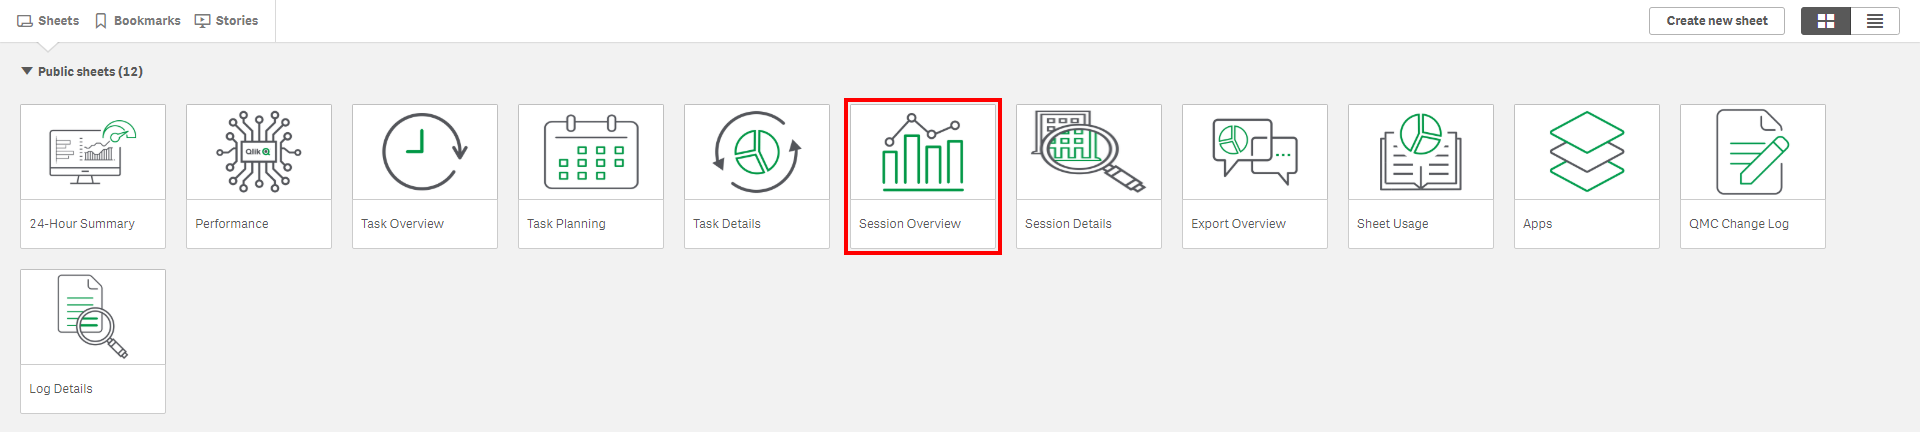 Sheets Bookmarks Stories Create new sheet
Public sheets (12)
Qlik
24-Hour Summary Performance Task Overview Task Planning Task Details Session Overview Session Details Export Overview Sheet Usage Apps QMC Change Log
Log Details